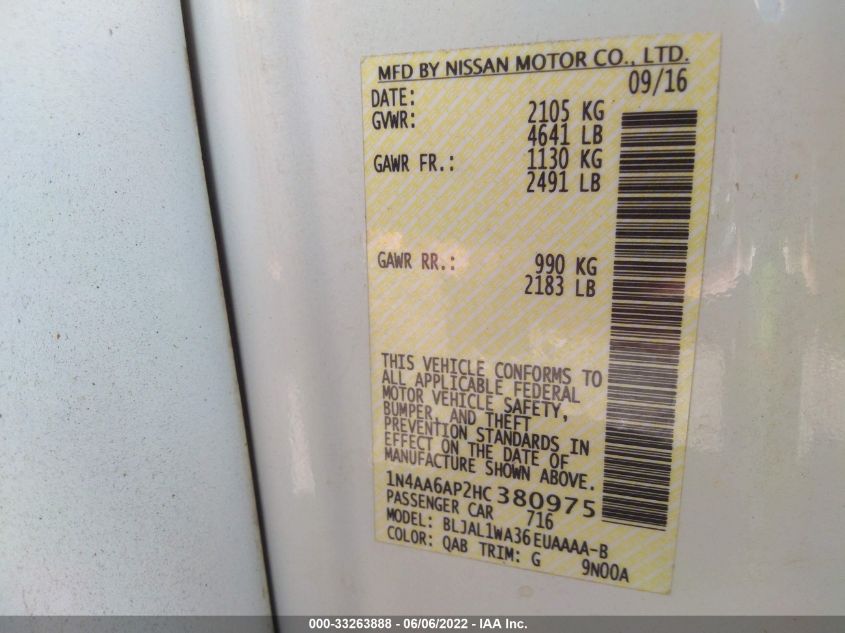 MFD BY NISSAN MOTOR CO., LTD.
DATE: 09/16
GVWR: 2105 KG
4641 LB
GAWR FR.: 1130 KG
2491 LB
GAWR RR.: 990 KG
2183 LB
THIS VEHICLE CONFORMS TO
ALL APPLICABLE FEDERAL
MOTOR VEHICLE SAFETY,
BUMPER, AND THEFT
PREVENTION STANDARDS IN
EFFECT ON THE DATE OF
MANUFACTURE SHOWN ABOVE.
1N4AA6AP2HC380975
PASSENGER CAR 716
MODEL: BLJAL1WA36EUAAAA-B
COLOR: QAB TRIM: G 9N00A
000-33263888 - 06/06/2022 - IAA Inc.